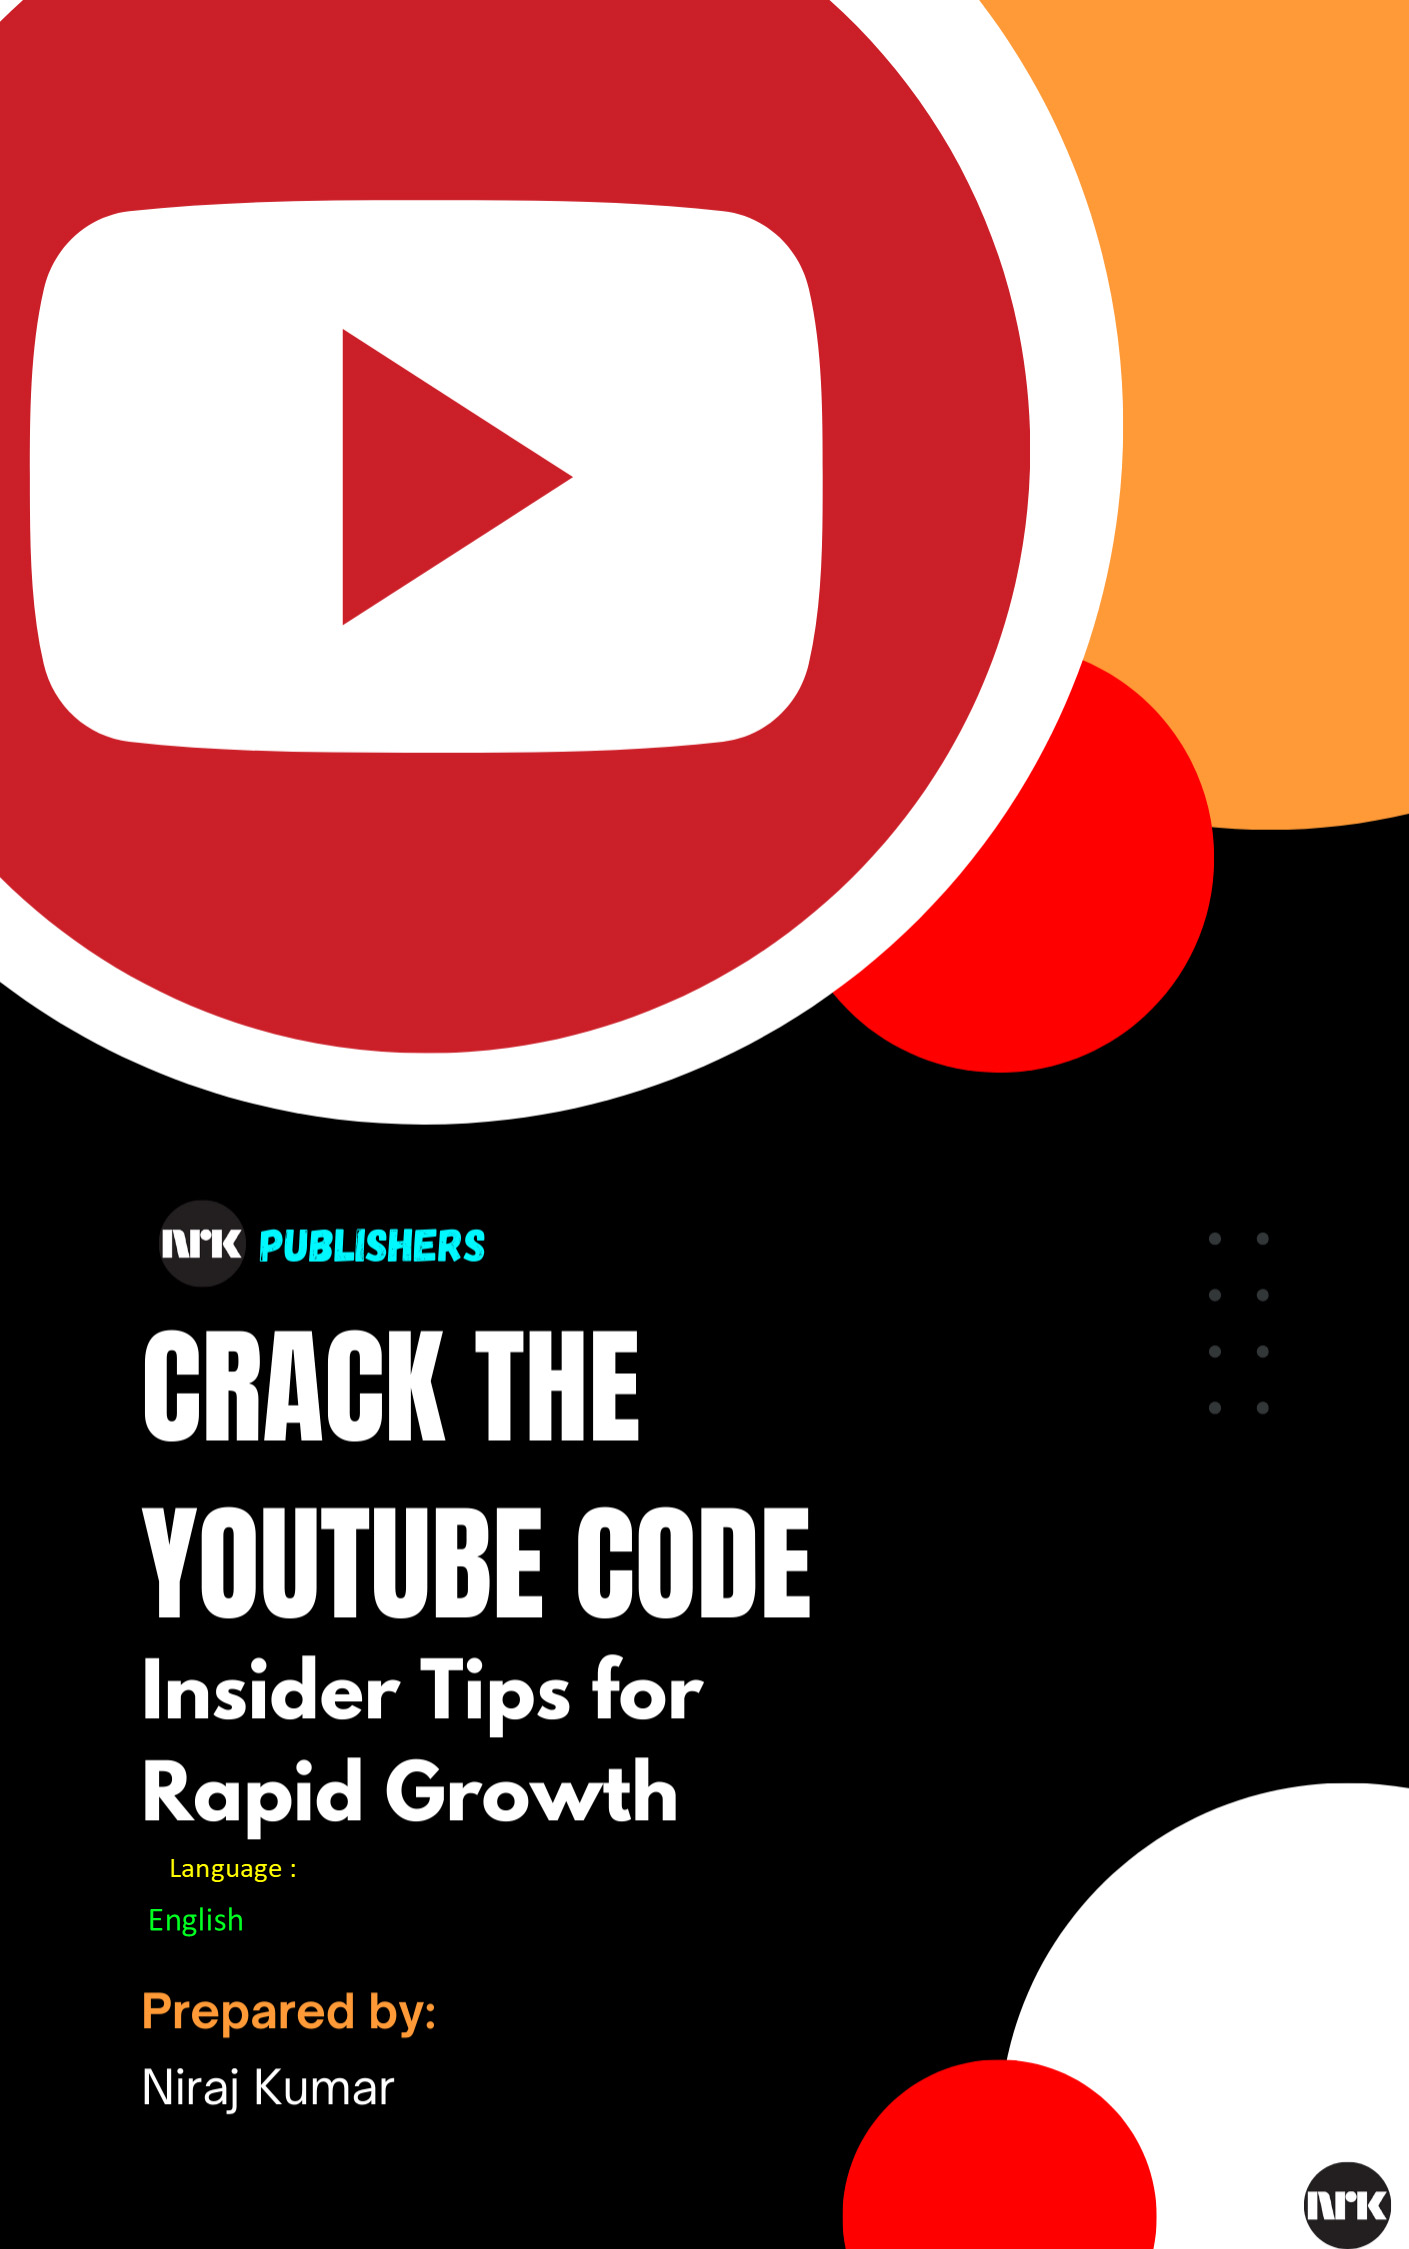 nrk PUBLISHERS
CRACK THE
YOUTUBE CODE
Insider Tips for
Rapid Growth
Language :
English
Prepared by:
Niraj Kumar
nrk